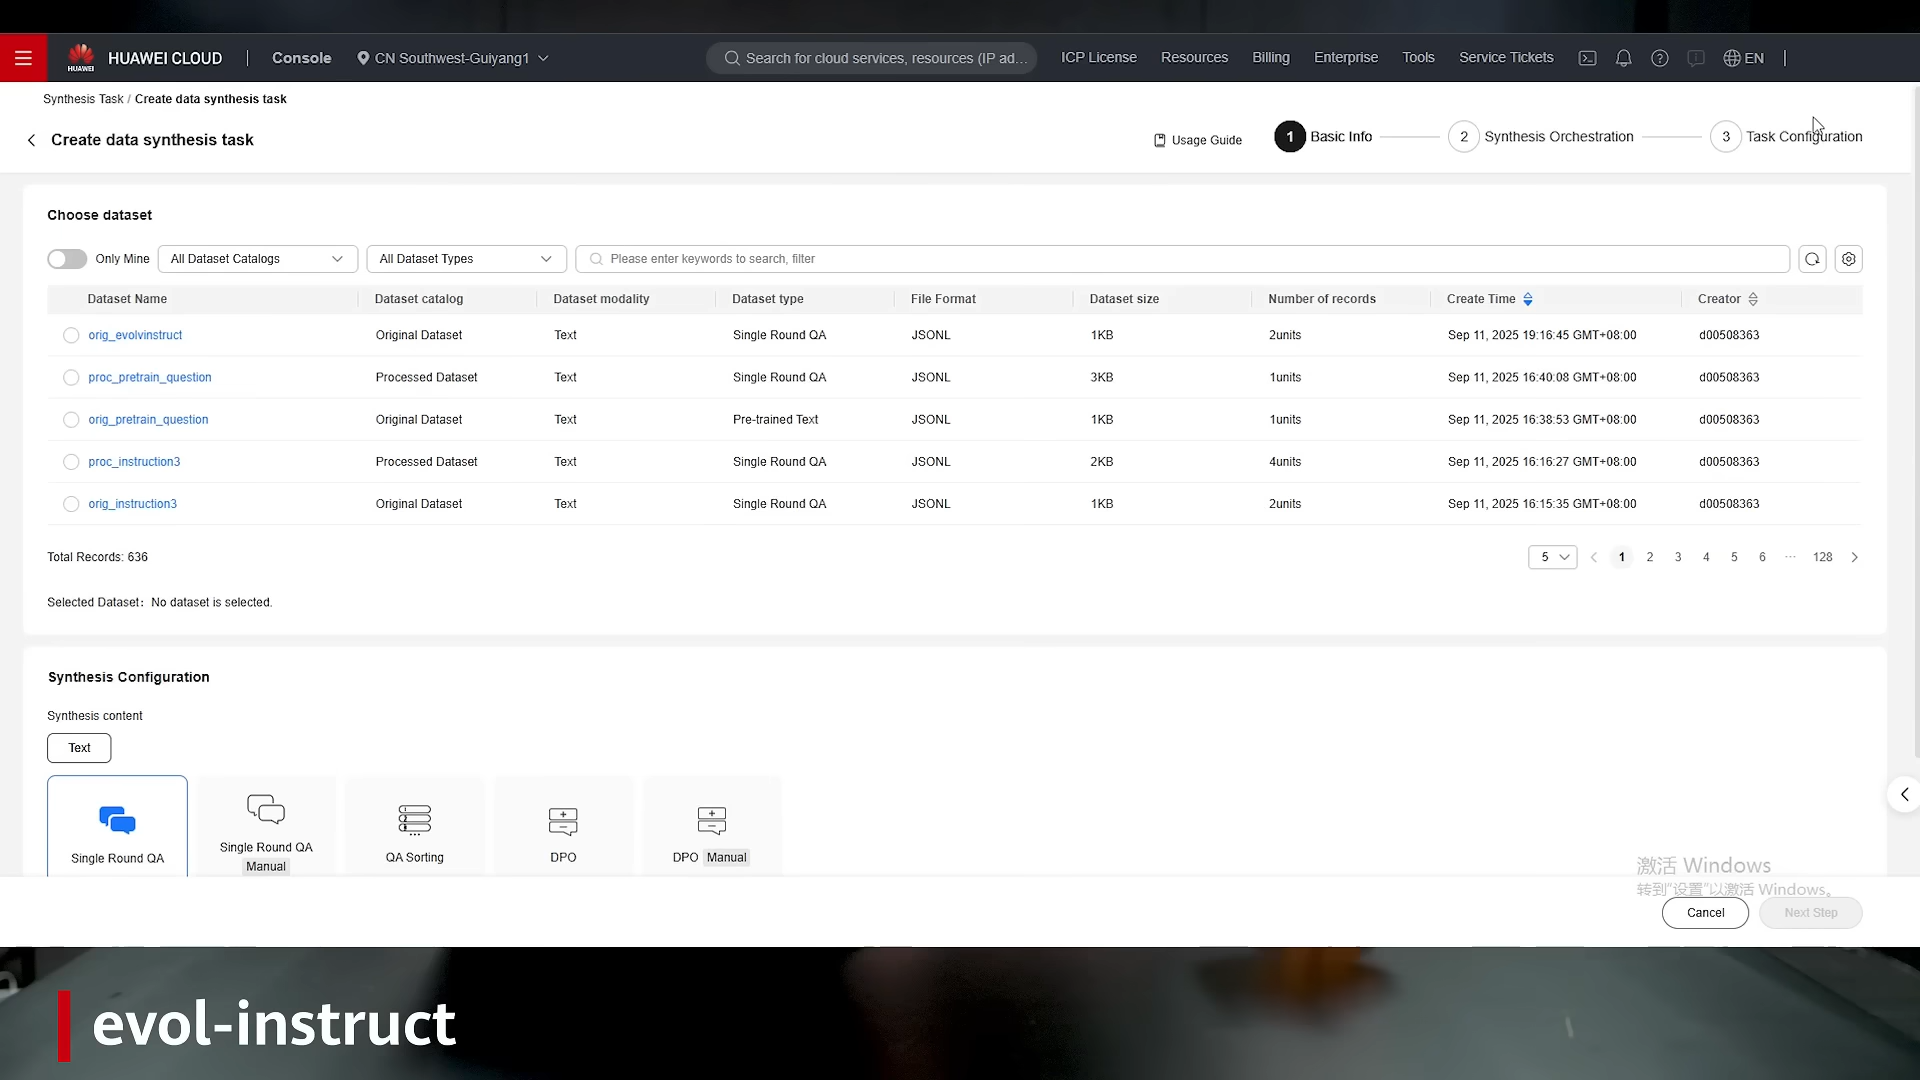 HUAWEI
HUAWEI CLOUD
Console
CN Southwest-Guiyang1
Search for cloud services, resources (IP ad...
ICP License
Resources
Billing
Enterprise
Tools
Service Tickets
EN
Synthesis Task / Create data synthesis task
Create data synthesis task
Usage Guide
1 Basic Info
2 Synthesis Orchestration
3 Task Configuration
Choose dataset
Only Mine
All Dataset Catalogs
All Dataset Types
Please enter keywords to search, filter
Dataset Name Dataset catalog Dataset modality Dataset type File Format Dataset size Number of records Create Time Creator
orig_evolvinstruct Original Dataset Text Single Round QA JSONL 1KB 2units Sep 11, 2025 19:16:45 GMT+08:00 d00508363
proc_pretrain_question Processed Dataset Text Single Round QA JSONL 3KB 1units Sep 11, 2025 16:40:08 GMT+08:00 d00508363
orig_pretrain_question Original Dataset Text Pre-trained Text JSONL 1KB 1units Sep 11, 2025 16:38:53 GMT+08:00 d00508363
proc_instruction3 Processed Dataset Text Single Round QA JSONL 2KB 4units Sep 11, 2025 16:16:27 GMT+08:00 d00508363
orig_instruction3 Original Dataset Text Single Round QA JSONL 1KB 2units Sep 11, 2025 16:15:35 GMT+08:00 d00508363
Total Records: 636
5 1 2 3 4 5 6 ... 128
Selected Dataset: No dataset is selected.
Synthesis Configuration
Synthesis content
Text
Single Round QA
Single Round QA
Manual
QA Sorting
DPO
DPO Manual
激活 Windows
转到"设置"以激活 Windows。
Cancel
Next Step
evol-instruct